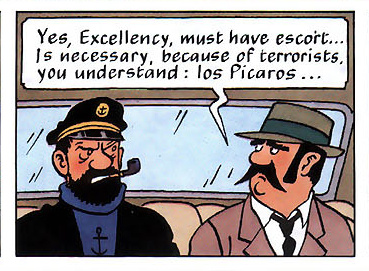 Yes, Excellency, must have escort...
Is necessary, because of terrorists,
you understand: los Picaros ...